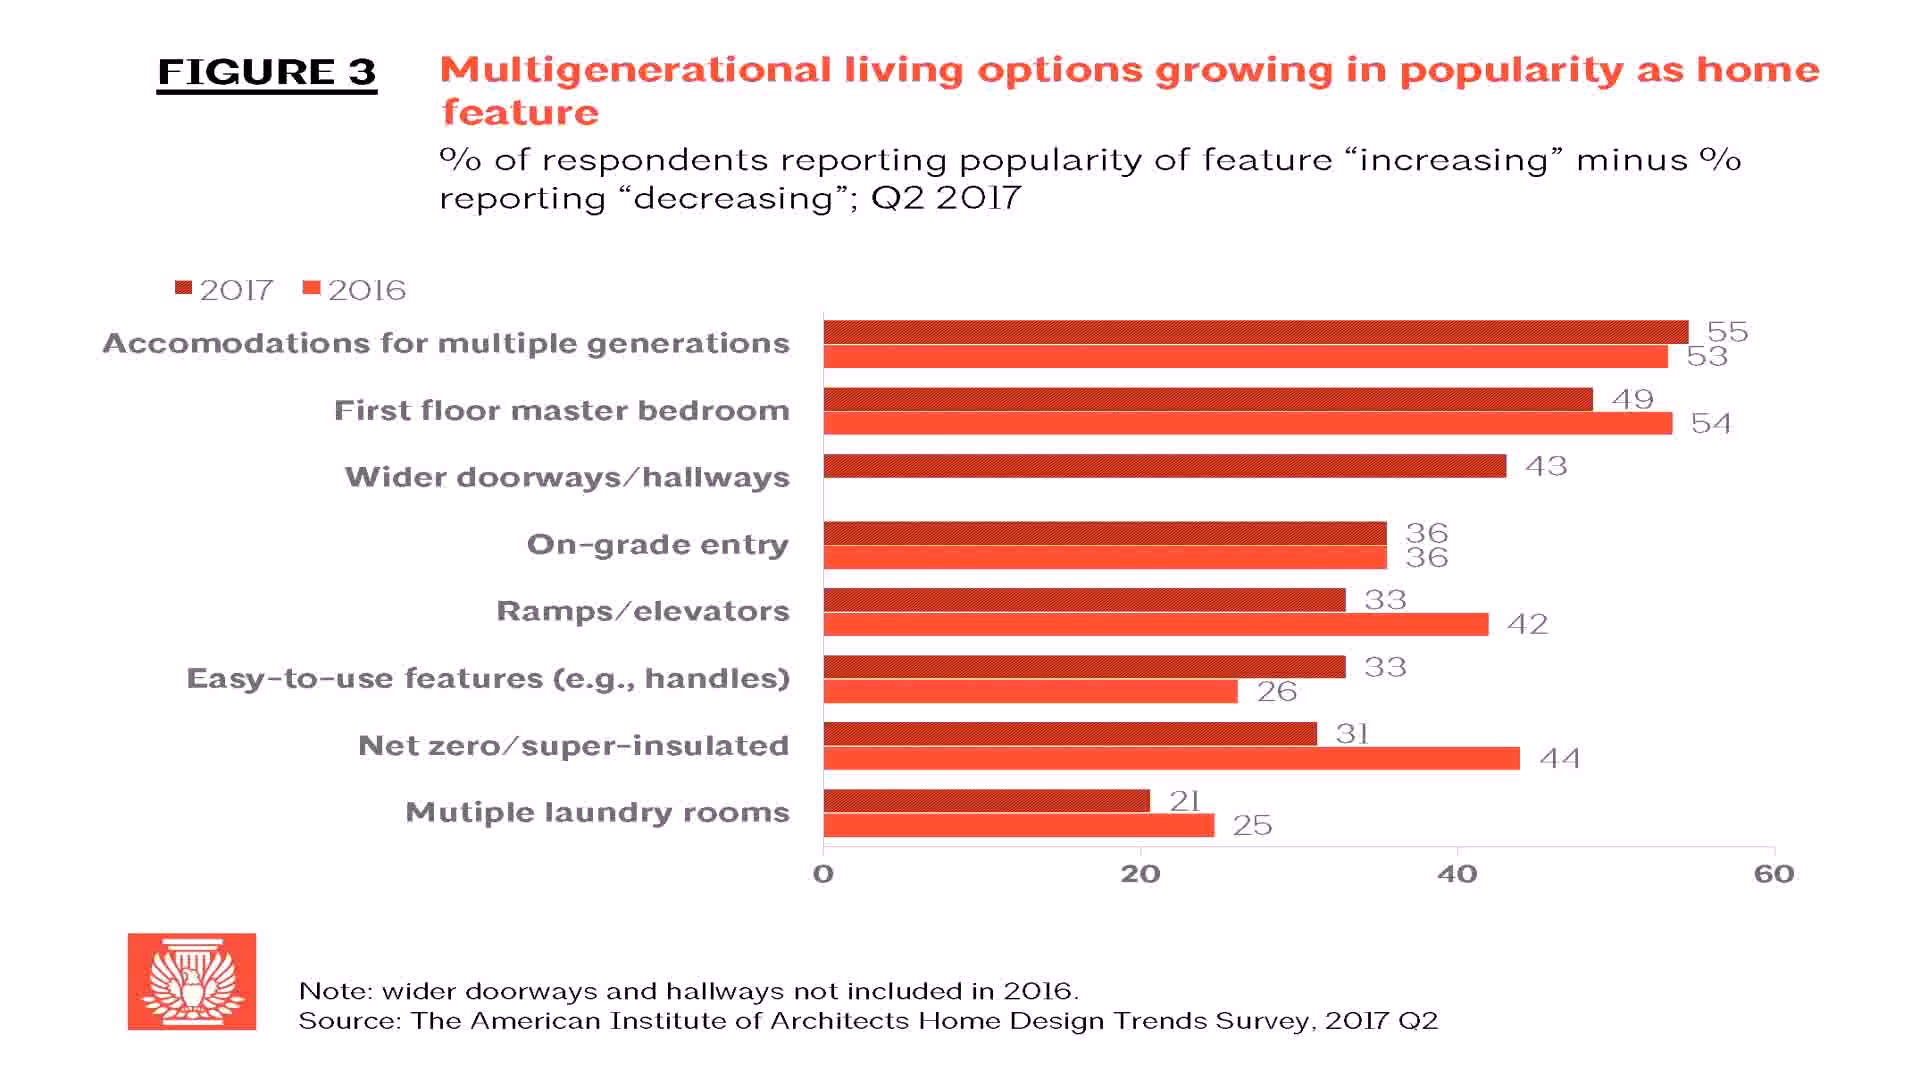 FIGURE 3
Multigenerational living options growing in popularity as home
feature
% of respondents reporting popularity of feature “increasing” minus %
reporting “decreasing”; Q2 2017
2017 2016
Accomodations for multiple generations
55
53
First floor master bedroom
49
54
Wider doorways/hallways
43
On-grade entry
36
36
Ramps/elevators
33
42
Easy-to-use features (e.g., handles)
33
26
Net zero/super-insulated
31
44
Mutiple laundry rooms
21
25
0 20 40 60
Note: wider doorways and hallways not included in 2016.
Source: The American Institute of Architects Home Design Trends Survey, 2017 Q2